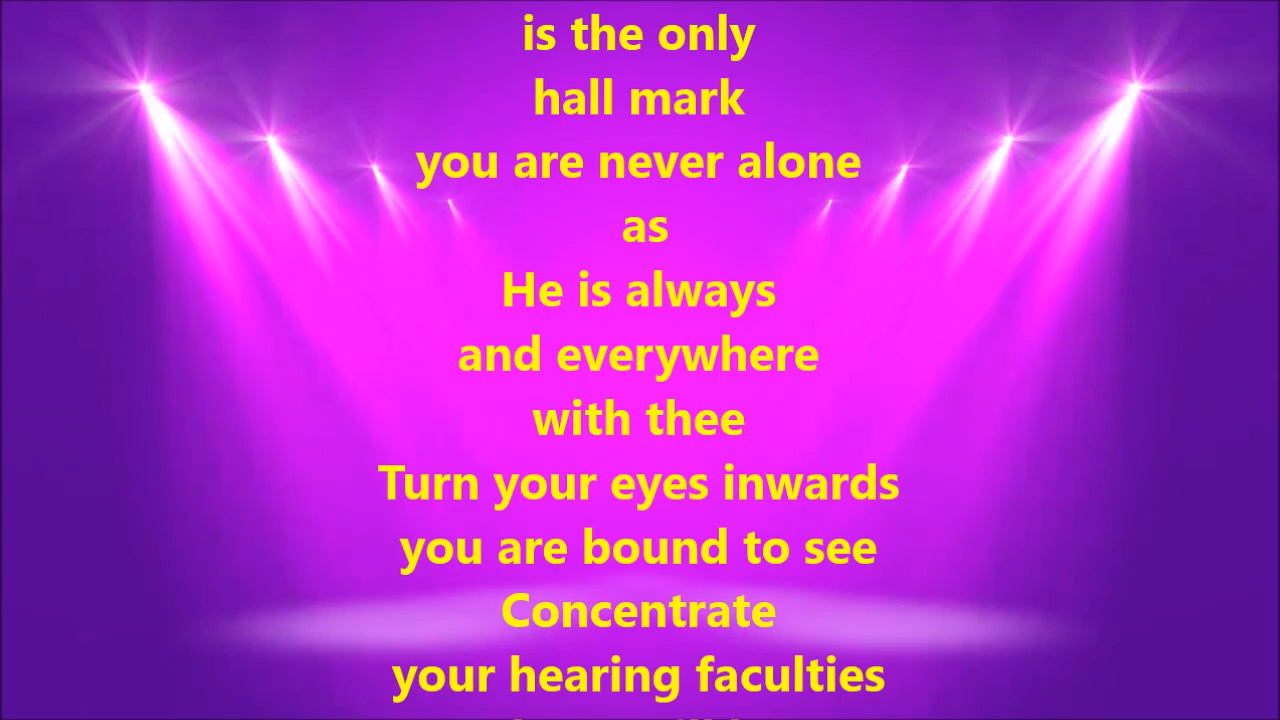 is the only
hall mark
you are never alone
as
He is always
and everywhere
with thee
Turn your eyes inwards
you are bound to see
Concentrate
your hearing faculties